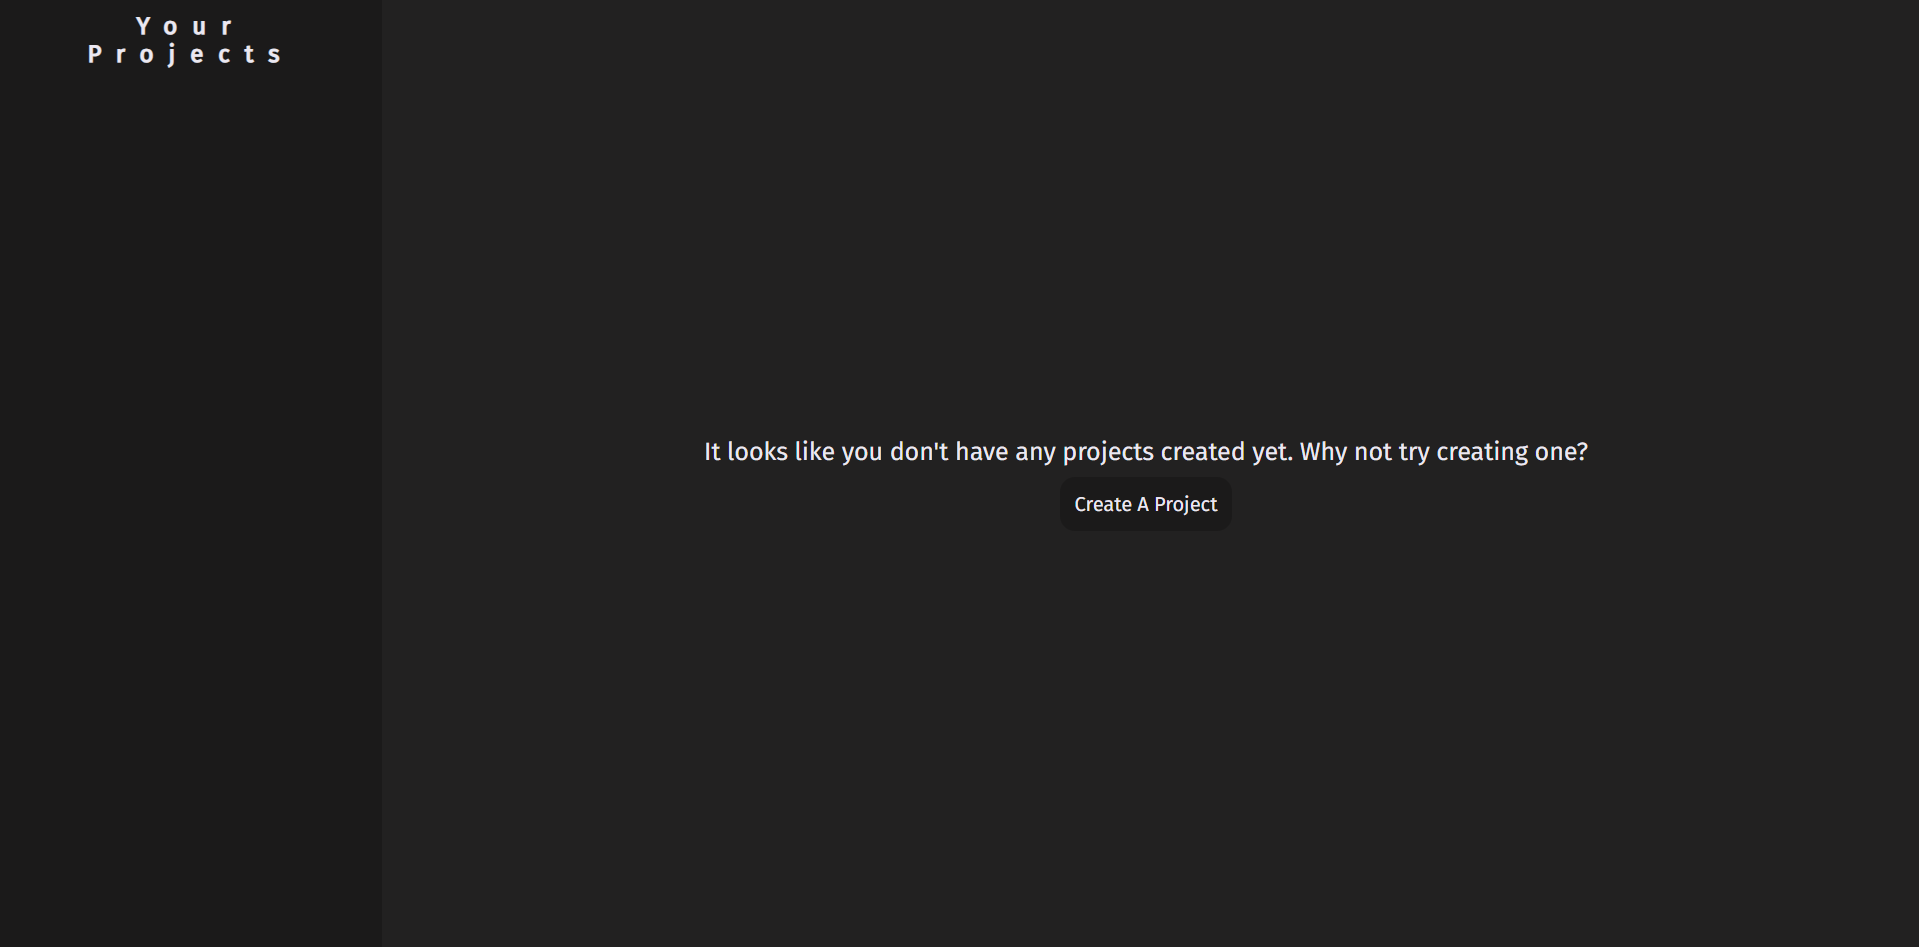 Your
Projects
It looks like you don't have any projects created yet. Why not try creating one?
Create A Project